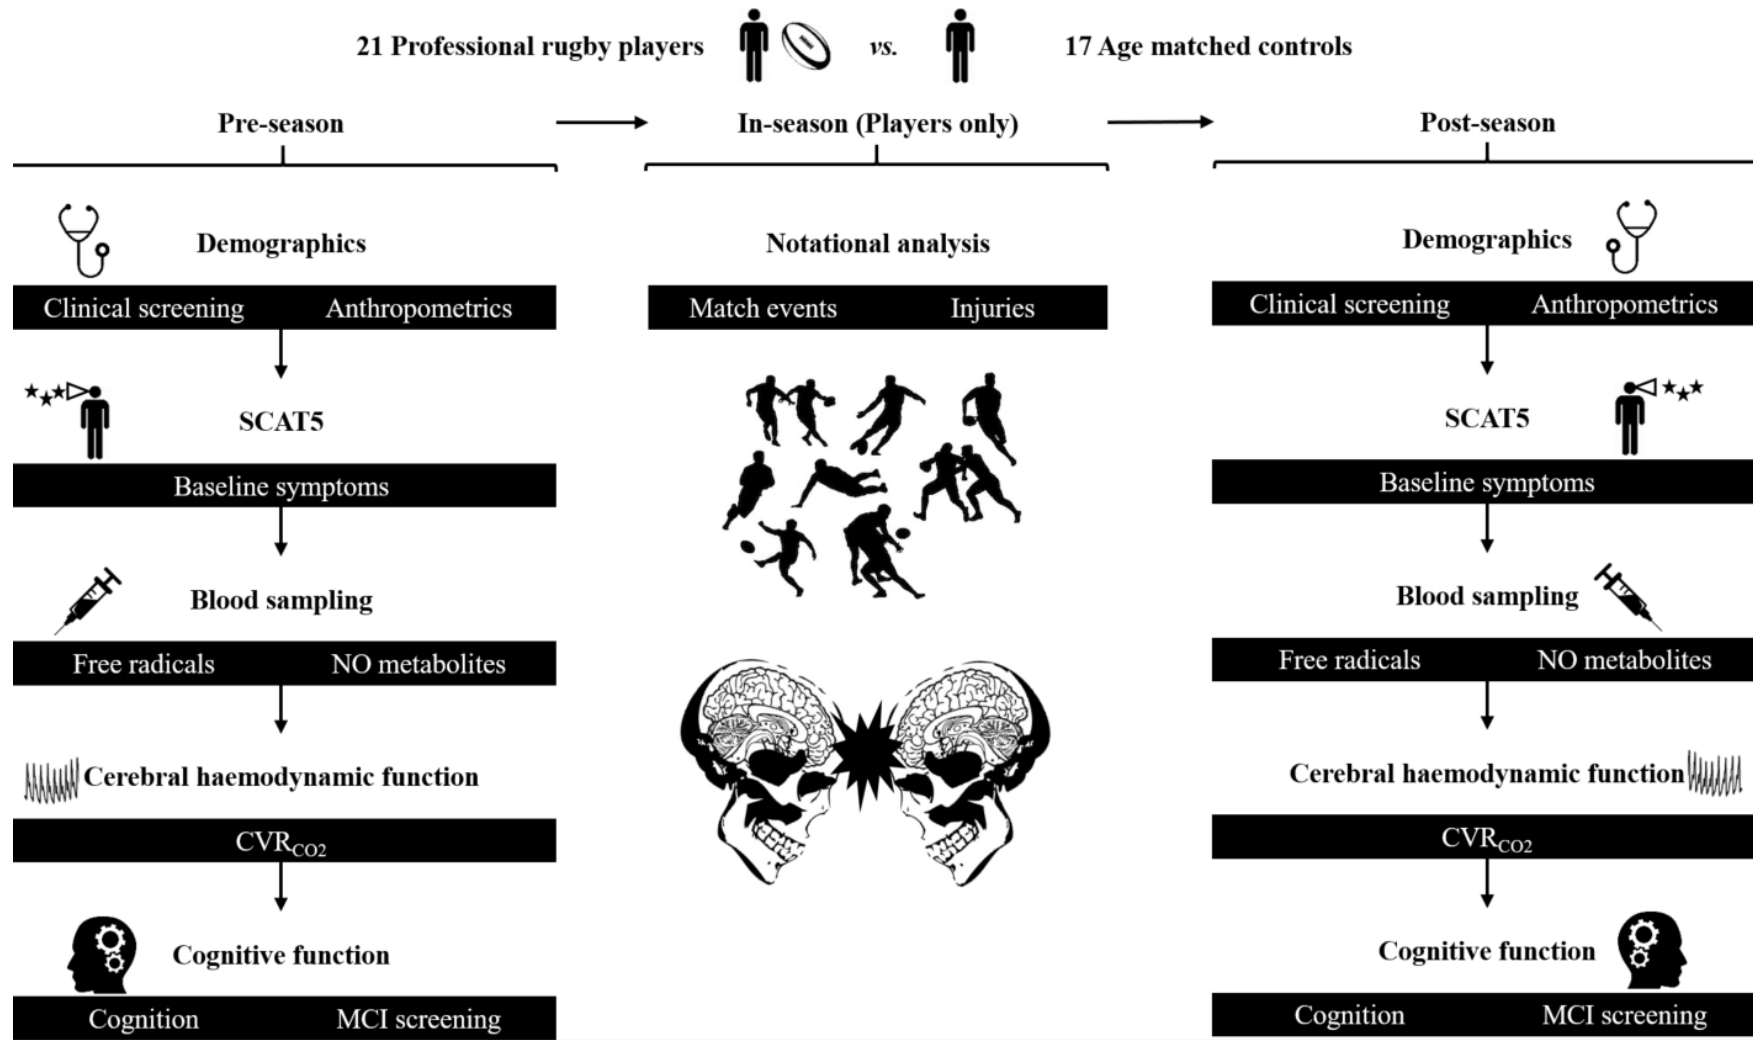 21 Professional rugby players vs. 17 Age matched controls
Pre-season
In-season (Players only)
Post-season
Demographics
Clinical screening Anthropometrics
SCAT5
Baseline symptoms
Blood sampling
Free radicals NO metabolites
Cerebral haemodynamic function
CVRCO2
Cognitive function
Cognition MCI screening
Notational analysis
Match events Injuries
Demographics
Clinical screening Anthropometrics
SCAT5
Baseline symptoms
Blood sampling
Free radicals NO metabolites
Cerebral haemodynamic function
CVRCO2
Cognitive function
Cognition MCI screening